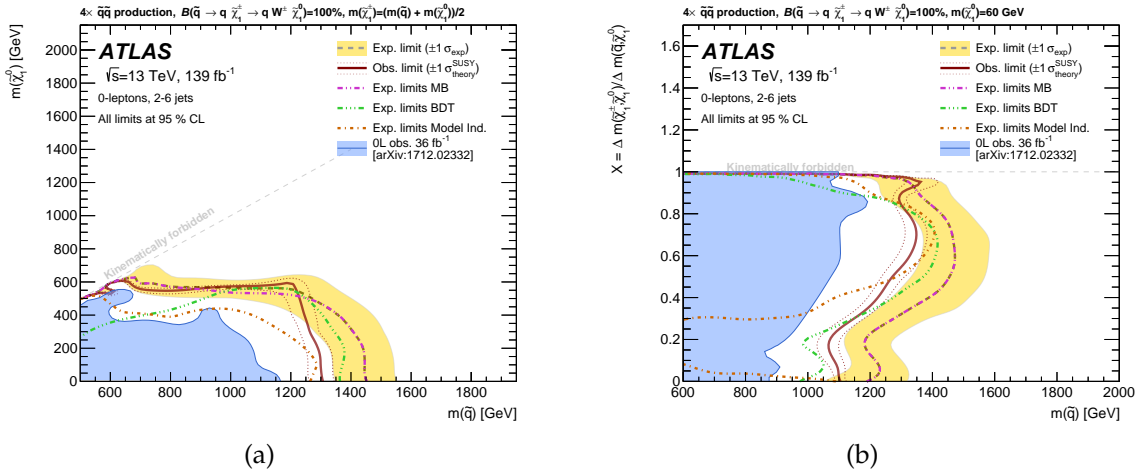 4× q̃q̃ production, B(q̃ → q χ̃₁± → q W± χ̃₁⁰)=100%, m(χ̃₁±)=(m(q̃) + m(χ̃₁⁰))/2
m(χ̃₁⁰) [GeV]
2000
1800
1600
1400
1200
1000
800
600
400
200
0
ATLAS
√s=13 TeV, 139 fb⁻¹
0-leptons, 2-6 jets
All limits at 95 % CL
Exp. limit (±1 σexp)
Obs. limit (±1 σSUSY theory)
Exp. limits MB
Exp. limits BDT
Exp. limits Model Ind.
0L obs. 36 fb⁻¹
[arXiv:1712.02332]
Kinematically forbidden
600 800 1000 1200 1400 1600 1800
m(q̃) [GeV]
(a)
4× q̃q̃ production, B(q̃ → q χ̃₁± → q W± χ̃₁⁰)=100%, m(χ̃₁⁰)=60 GeV
X = Δ m(χ̃₁±,χ̃₁⁰)/Δ m(q̃,χ̃₁⁰)
1.6
1.4
1.2
1
0.8
0.6
0.4
0.2
0
ATLAS
√s=13 TeV, 139 fb⁻¹
0-leptons, 2-6 jets
All limits at 95 % CL
Exp. limit (±1 σexp)
Obs. limit (±1 σSUSY theory)
Exp. limits MB
Exp. limits BDT
Exp. limits Model Ind.
0L obs. 36 fb⁻¹
[arXiv:1712.02332]
Kinematically forbidden
600 800 1000 1200 1400 1600 1800 2000
m(q̃) [GeV]
(b)